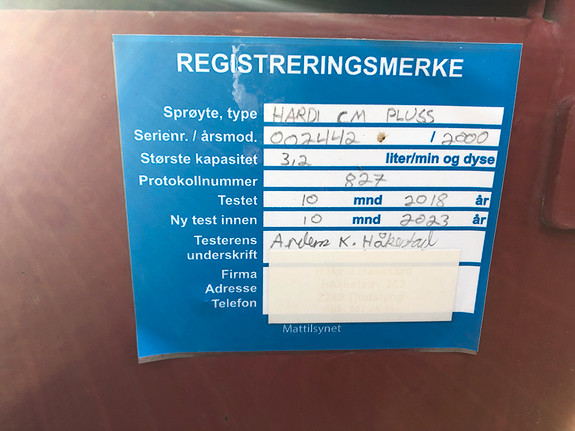 REGISTRERINGSMERKE
Sprøyte, type HARDI CM PLUSS
Serienr. / årsmod. 002442 / 2000
Største kapasitet 3,2 liter/min og dyse
Protokollnummer 827
Testet 10 mnd 2018 år
Ny test innen 10 mnd 2023 år
Testerens underskrift Anders K. Håkestad
Firma
Adresse
Telefon
Mattilsynet